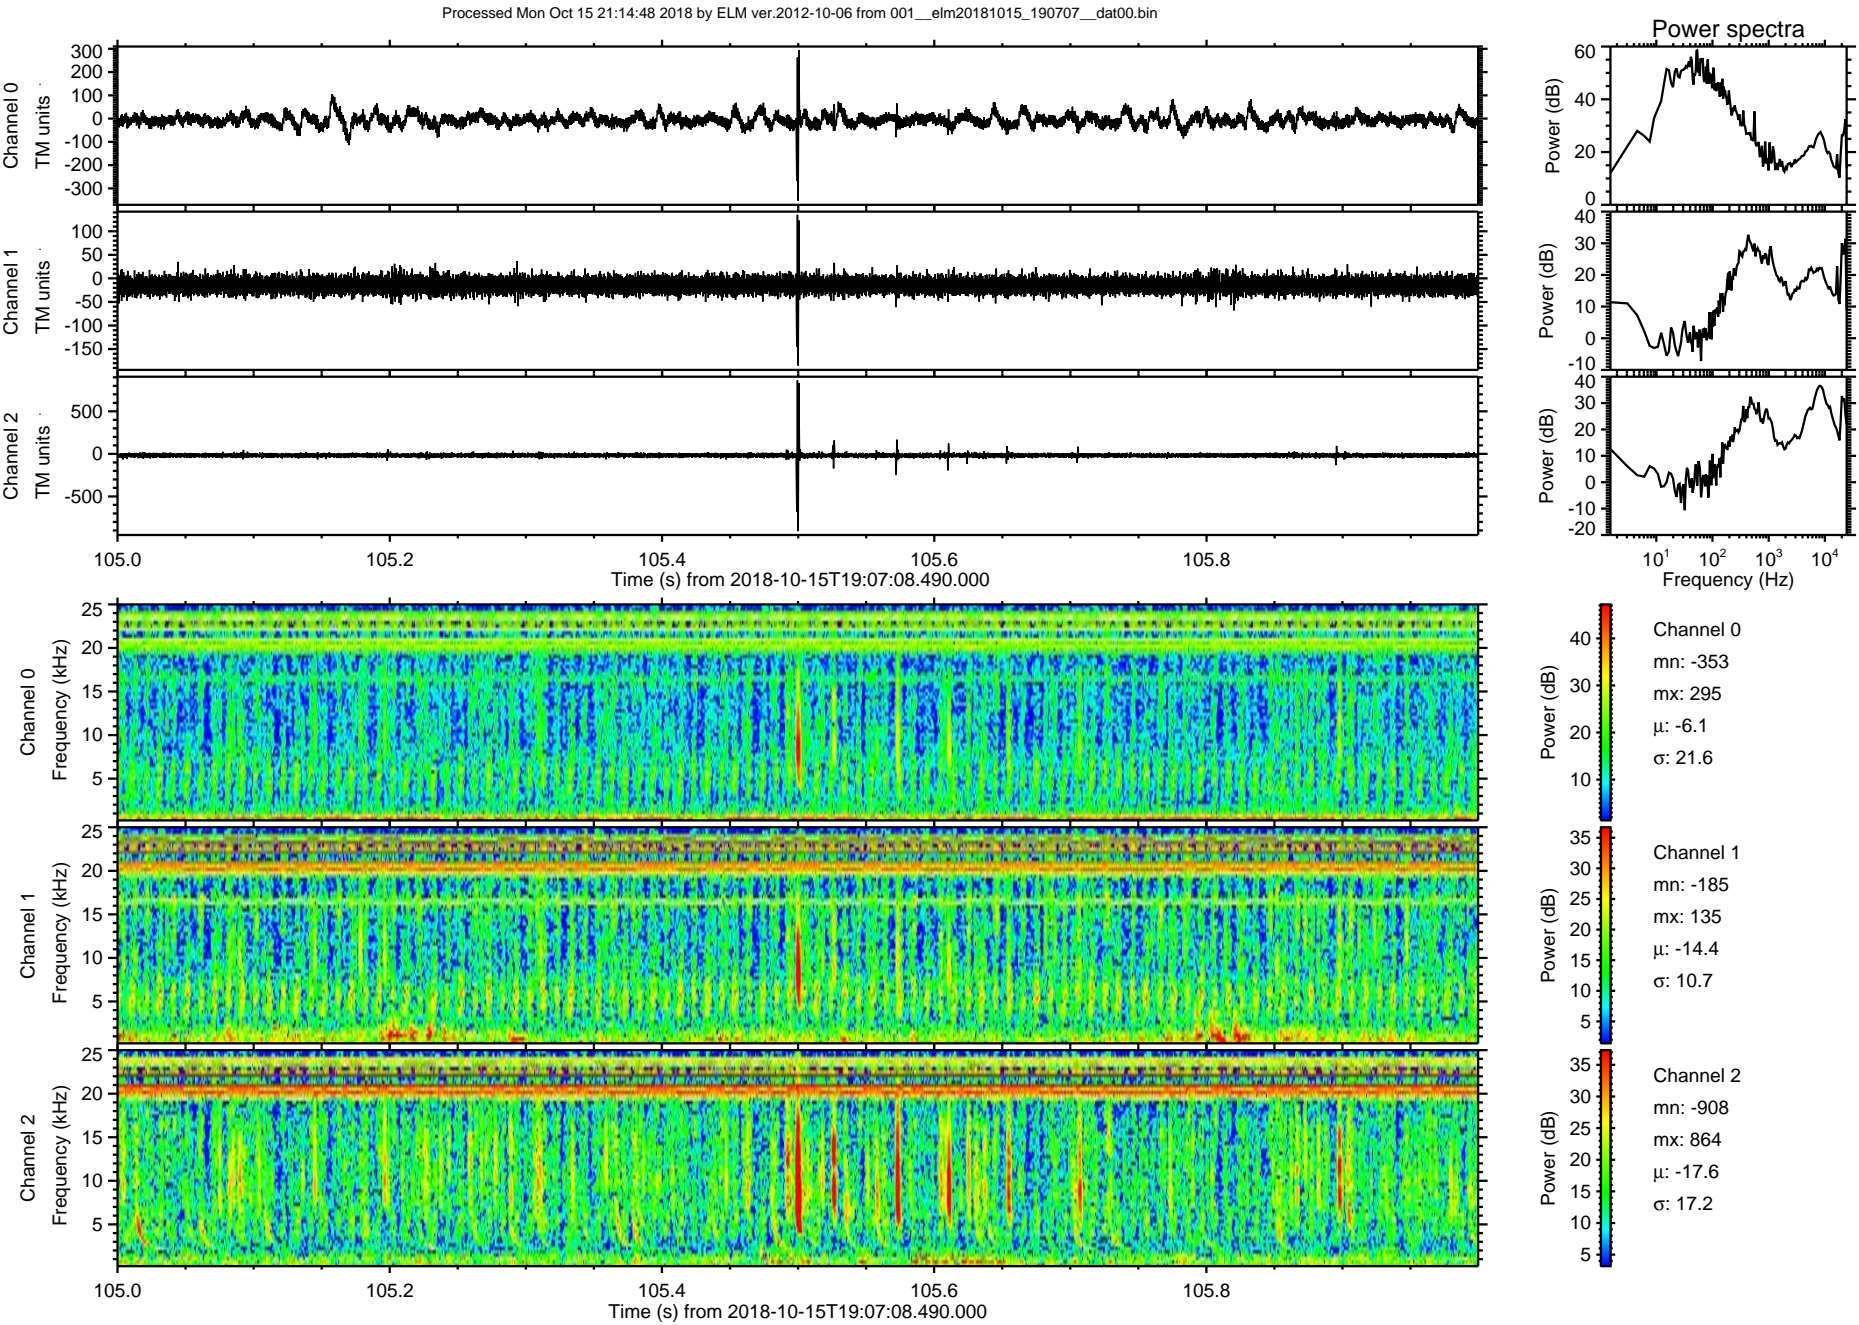 Processed Mon Oct 15 21:14:48 2018 by ELM ver.2012-10-06 from 001__elm20181015_190707__dat00.bin
Power spectra
Channel 0
TM units
300
200
100
0
-100
-200
-300
Power (dB)
60
40
20
0
Channel 1
TM units
100
50
0
-50
-100
-150
Power (dB)
40
30
20
10
0
-10
Channel 2
TM units
500
0
-500
Power (dB)
40
30
20
10
0
-10
-20
105.0 105.2 105.4 105.6 105.8
Time (s) from 2018-10-15T19:07:08.490.000
10¹ 10² 10³ 10⁴
Frequency (Hz)
Channel 0
Frequency (kHz)
25
20
15
10
5
Power (dB)
40
30
20
10
Channel 0
mn: -353
mx: 295
μ: -6.1
σ: 21.6
Channel 1
Frequency (kHz)
25
20
15
10
5
Power (dB)
35
30
25
20
15
10
5
Channel 1
mn: -185
mx: 135
μ: -14.4
σ: 10.7
Channel 2
Frequency (kHz)
25
20
15
10
5
Power (dB)
35
30
25
20
15
10
5
Channel 2
mn: -908
mx: 864
μ: -17.6
σ: 17.2
105.0 105.2 105.4 105.6 105.8
Time (s) from 2018-10-15T19:07:08.490.000